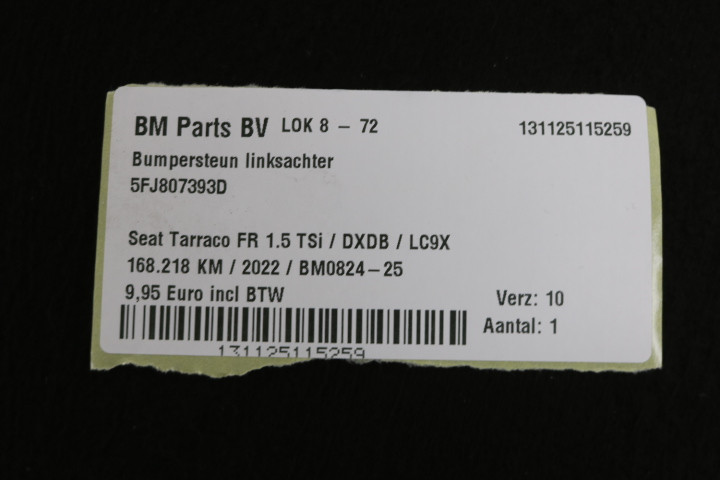 BM Parts BV LOK 8 - 72 131125115259
Bumpersteun linksachter
5FJ807393D
Seat Tarraco FR 1.5 TSi / DXDB / LC9X
168.218 KM / 2022 / BM0824-25
9,95 Euro incl BTW Verz: 10
Aantal: 1
131125115259